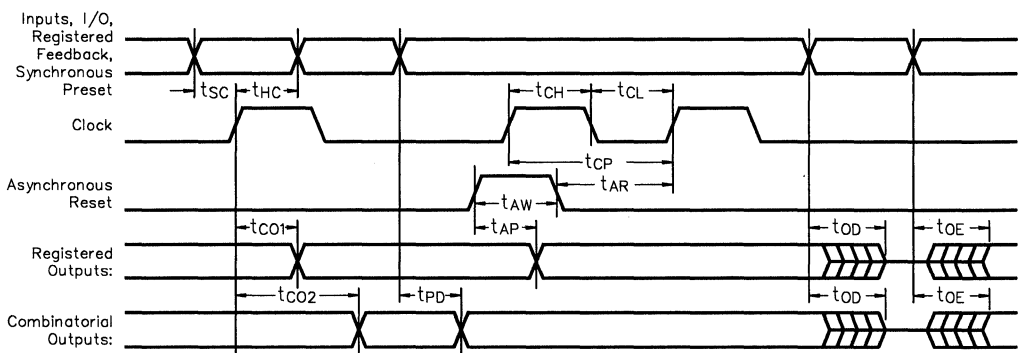 Inputs, I/O,
Registered
Feedback,
Synchronous
Preset
tSC
tHC
tCH
tCL
Clock
tCP
tAR
Asynchronous
Reset
tAW
tCO1
tAP
tOD
tOE
Registered
Outputs:
tCO2
tPD
tOD
tOE
Combinatorial
Outputs: